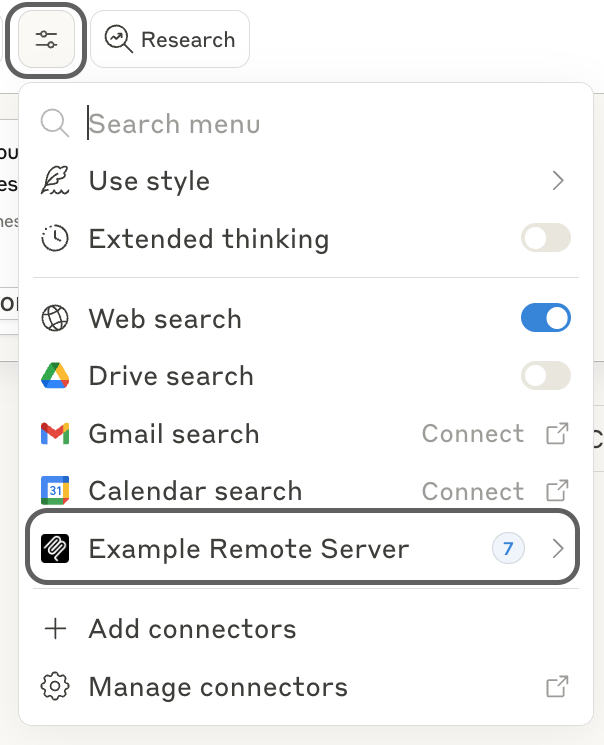 Research
Search menu
Use style
Extended thinking
Web search
Drive search
Gmail search Connect
31
Calendar search Connect
Example Remote Server 7
Add connectors
Manage connectors